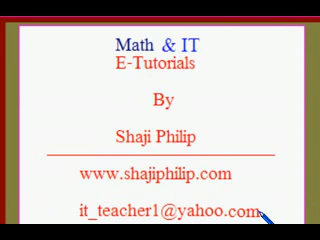 Math & IT
E-Tutorials
By
Shaji Philip
www.shajiphilip.com
it_teacher1@yahoo.com